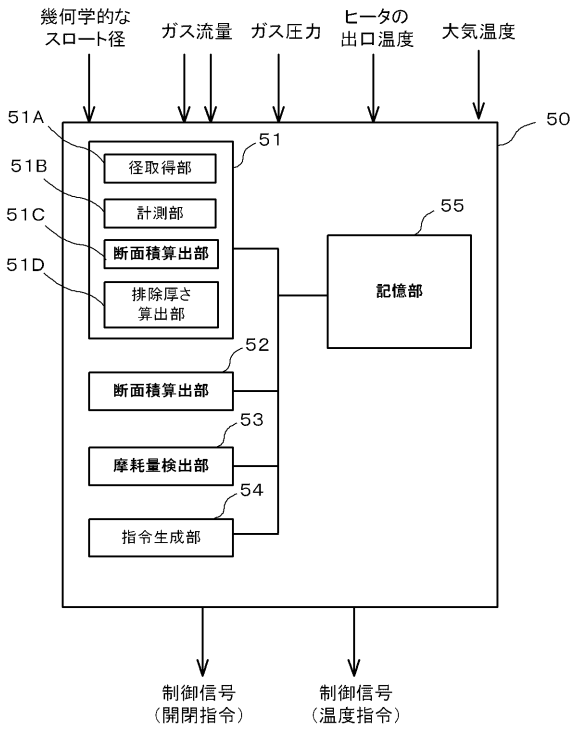 幾何学的な
スロート径
ガス流量
ガス圧力
ヒータの
出口温度
大気温度
50
51
51A
径取得部
51B
計測部
51C
断面積算出部
51D
排除厚さ
算出部
55
記憶部
52
断面積算出部
53
摩耗量検出部
54
指令生成部
制御信号
(開閉指令)
制御信号
(温度指令)